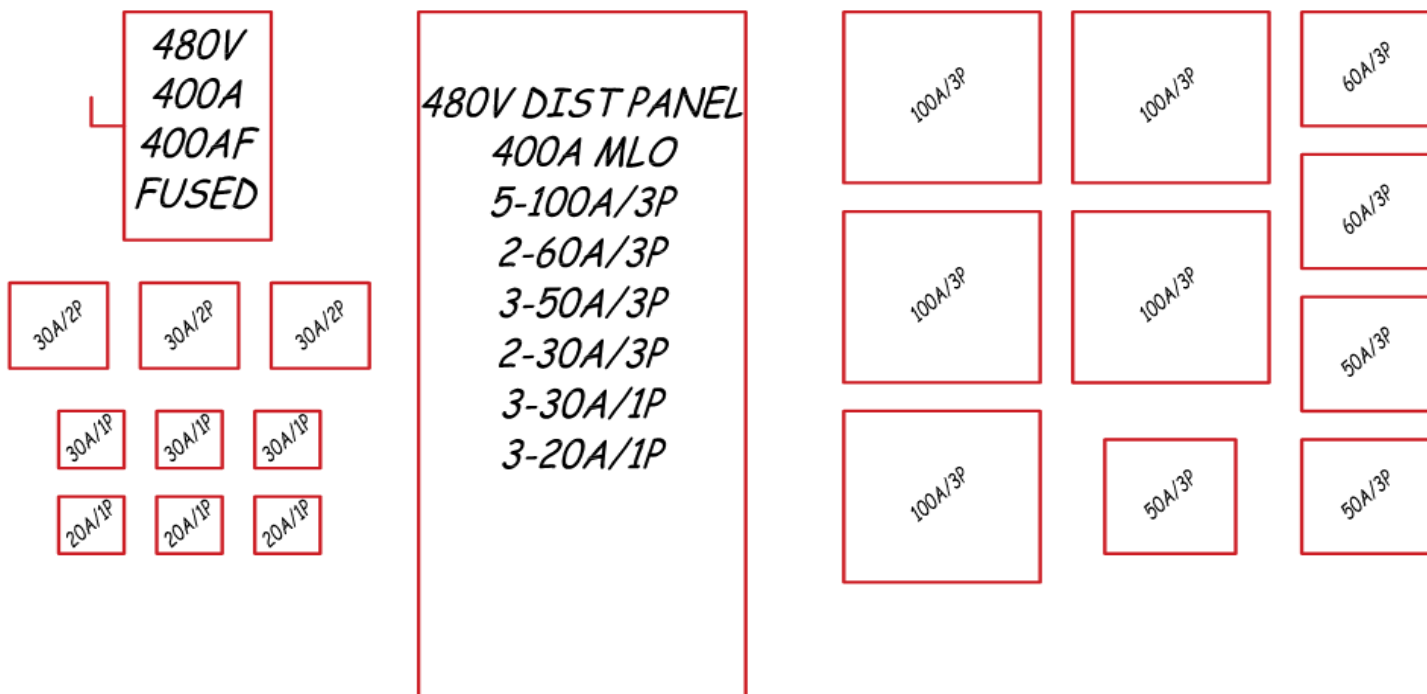 480V
400A
400AF
FUSED
30A/2P
30A/2P
30A/2P
30A/1P
30A/1P
30A/1P
20A/1P
20A/1P
20A/1P
480V DIST PANEL
400A MLO
5-100A/3P
2-60A/3P
3-50A/3P
2-30A/3P
3-30A/1P
3-20A/1P
100A/3P
100A/3P
60A/3P
60A/3P
100A/3P
100A/3P
50A/3P
100A/3P
50A/3P
50A/3P